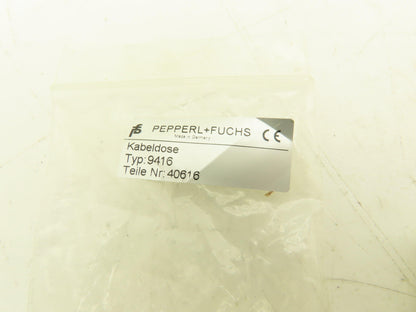 PEPPERL+FUCHS CE
Made in Germany
Kabeldose
Typ: 9416
Teile Nr: 40616